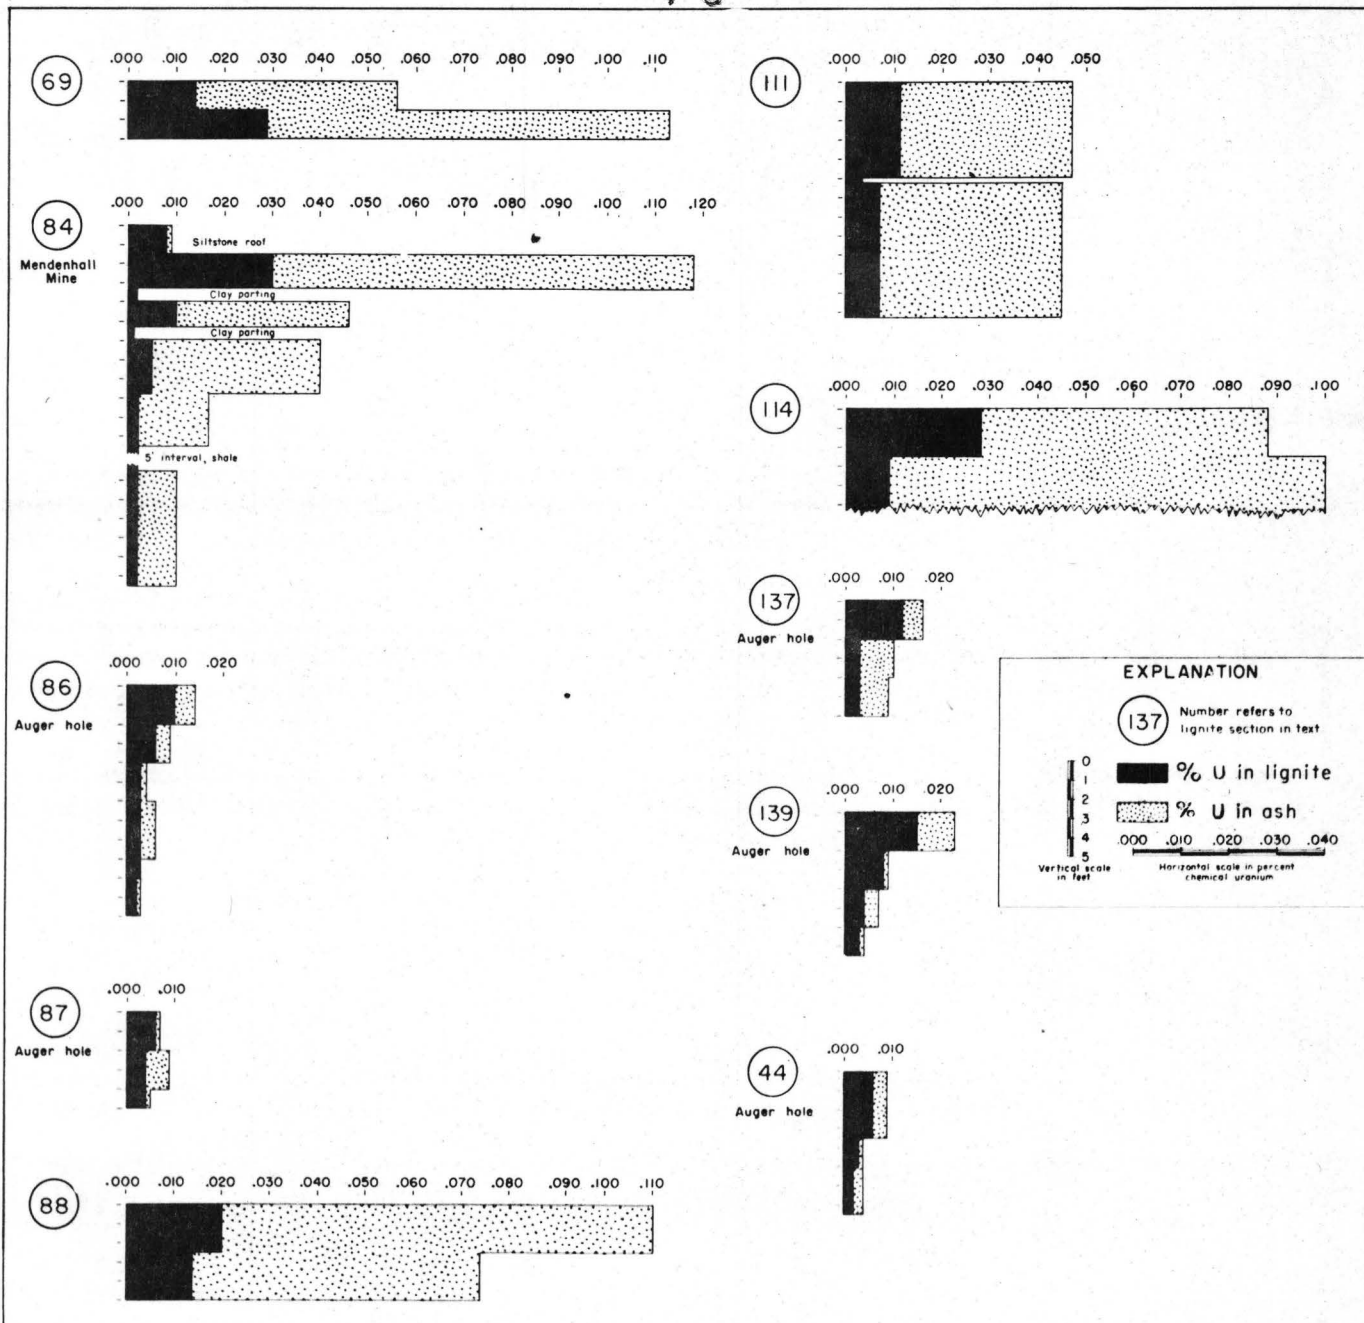 69
.000 .010 .020 .030 .040 .050 .060 .070 .080 .090 .100 .110
84
Mendenhall
Mine
.000 .010 .020 .030 .040 .050 .060 .070 .080 .090 .100 .110 .120
Siltstone roof
Clay parting
Clay parting
5' interval, shale
86
Auger hole
.000 .010 .020
87
Auger hole
.000 .010
88
.000 .010 .020 .030 .040 .050 .060 .070 .080 .090 .100 .110
111
.000 .010 .020 .030 .040 .050
114
.000 .010 .020 .030 .040 .050 .060 .070 .080 .090 .100
137
Auger hole
.000 .010 .020
139
Auger hole
.000 .010 .020
44
Auger hole
.000 .010
EXPLANATION
137
Number refers to
lignite section in text
% U in lignite
% U in ash
0
1
2
3
4
5
Vertical scale
in feet
.000 .010 .020 .030 .040
Horizontal scale in percent
chemical uranium